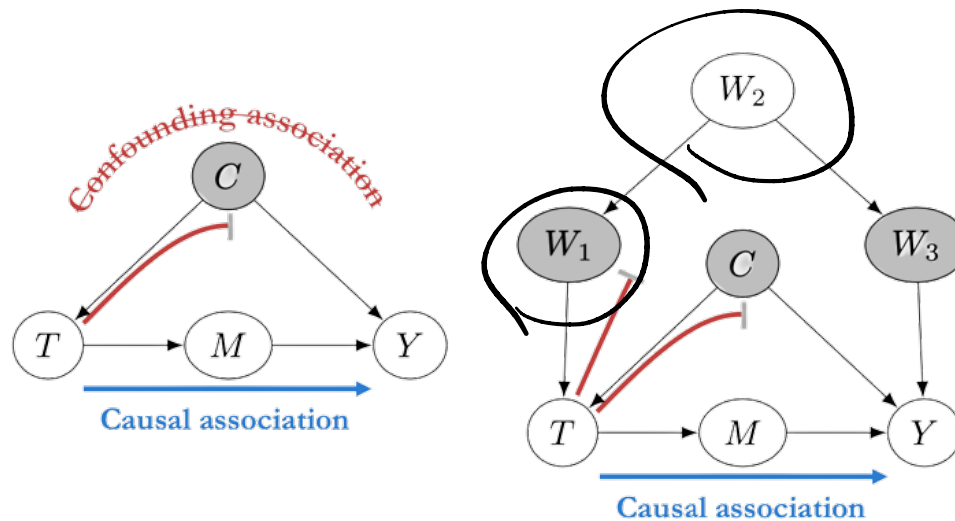 Confounding association
C
T
M
Y
Causal association
W2
W1
C
W3
T
M
Y
Causal association